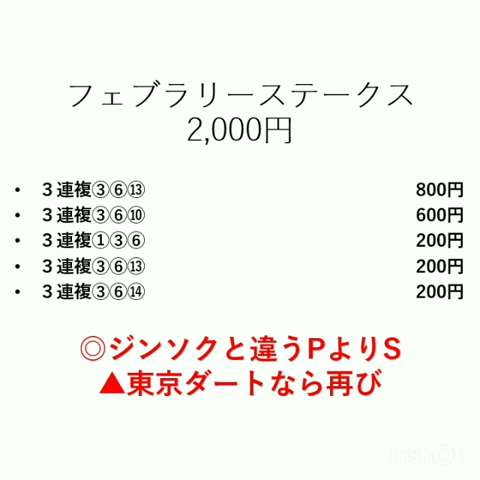 フェブラリーステークス
2,000円
• 3連複③⑥⑬ 800円
• 3連複③⑥⑩ 600円
• 3連複①③⑥ 200円
• 3連複③⑥⑬ 200円
• 3連複③⑥⑭ 200円
◎ジンソクと違うPよりS
▲東京ダートなら再び
InShOt